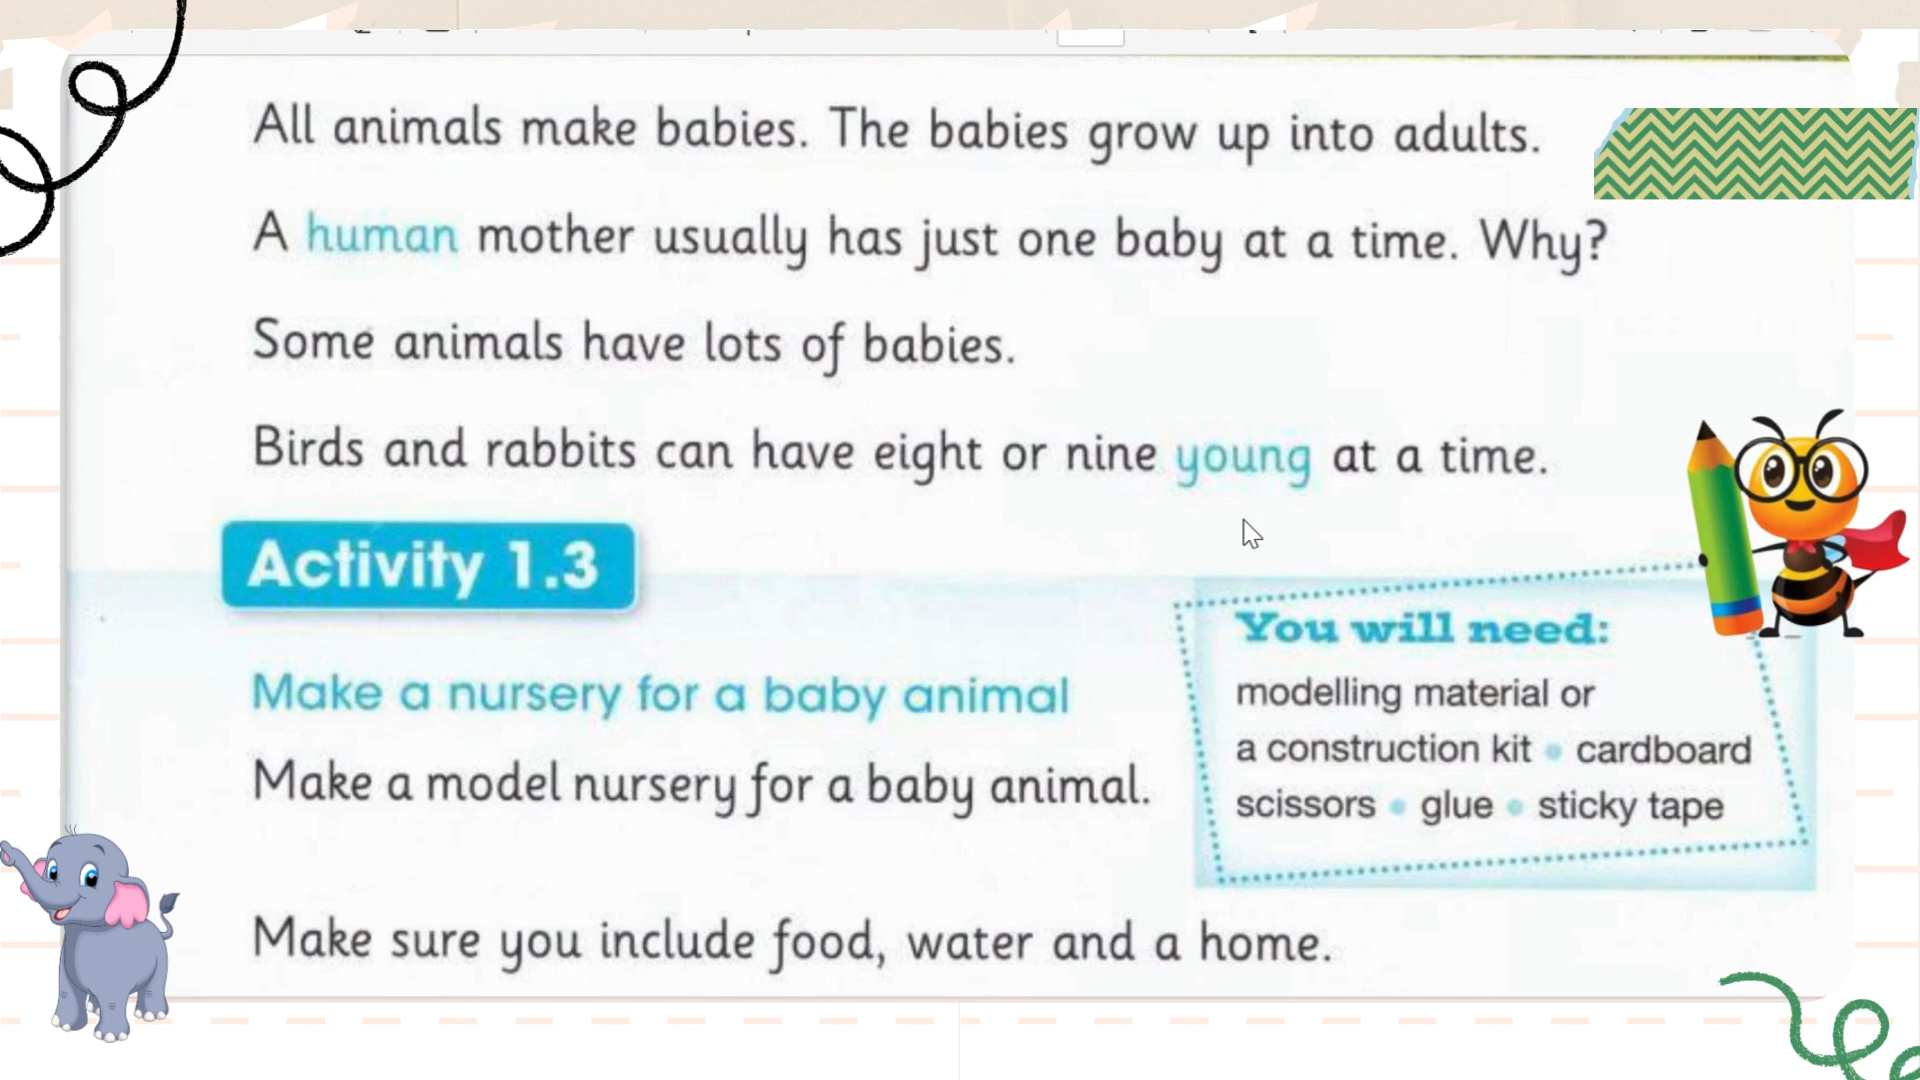 All animals make babies. The babies grow up into adults.
A human mother usually has just one baby at a time. Why?
Some animals have lots of babies.
Birds and rabbits can have eight or nine young at a time.
Activity 1.3
Make a nursery for a baby animal
Make a model nursery for a baby animal.
Make sure you include food, water and a home.
You will need:
modelling material or
a construction kit • cardboard
scissors • glue • sticky tape